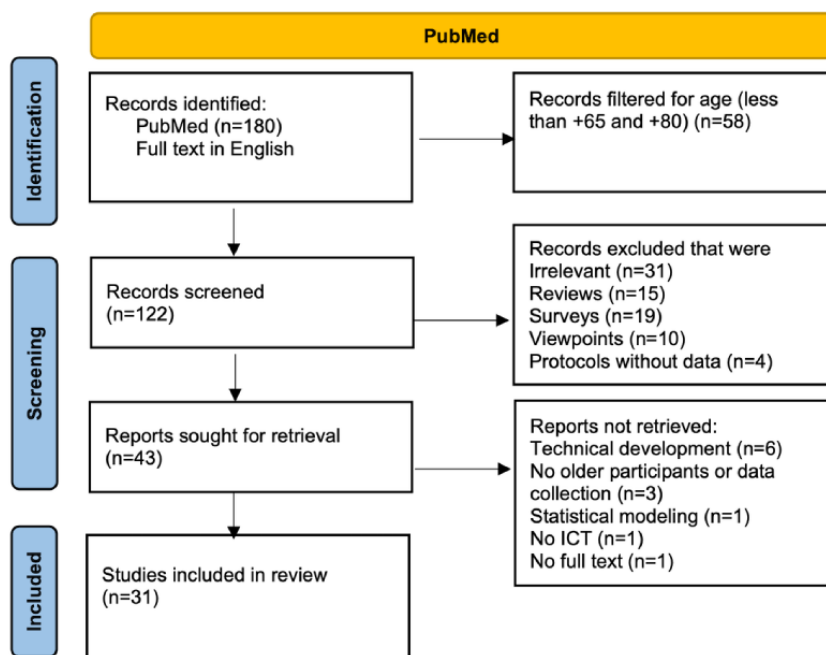 PubMed
Identification
Records identified:
PubMed (n=180)
Full text in English
Records filtered for age (less
than +65 and +80) (n=58)
Screening
Records screened
(n=122)
Records excluded that were
Irrelevant (n=31)
Reviews (n=15)
Surveys (n=19)
Viewpoints (n=10)
Protocols without data (n=4)
Reports sought for retrieval
(n=43)
Reports not retrieved:
Technical development (n=6)
No older participants or data
collection (n=3)
Statistical modeling (n=1)
No ICT (n=1)
No full text (n=1)
Included
Studies included in review
(n=31)